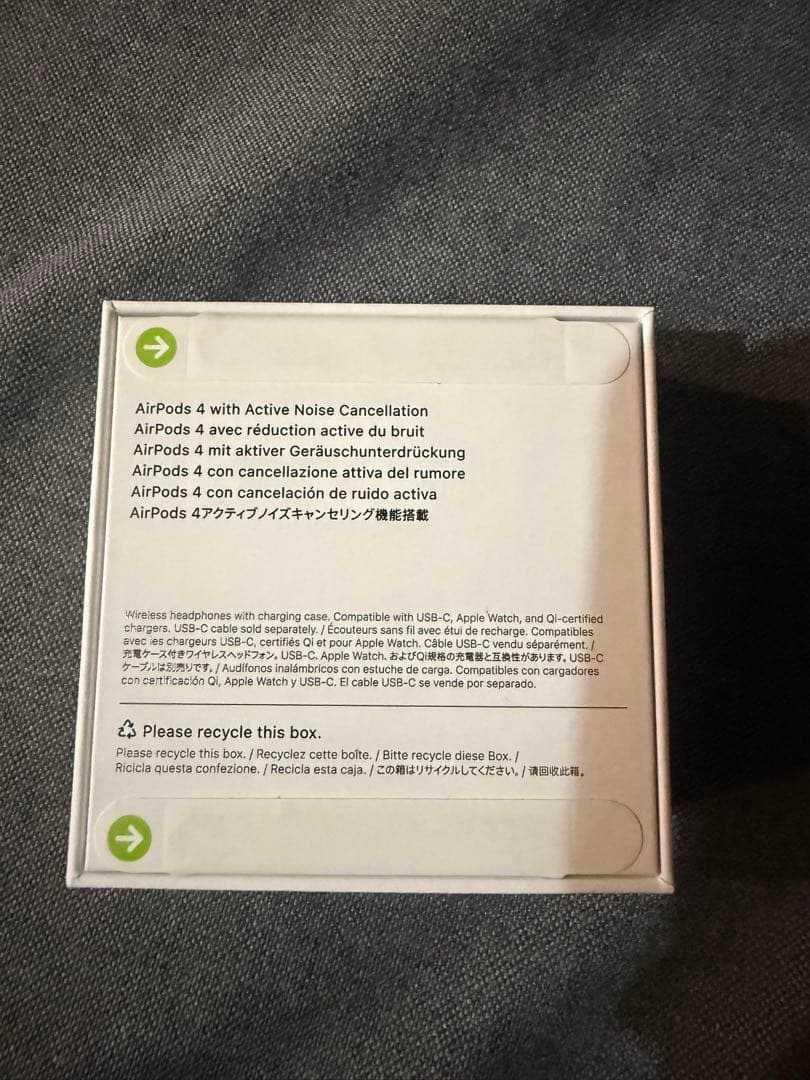 AirPods 4 with Active Noise Cancellation
AirPods 4 avec réduction active du bruit
AirPods 4 mit aktiver Geräuschunterdrückung
AirPods 4 con cancellazione attiva del rumore
AirPods 4 con cancelación de ruido activa
AirPods 4アクティブノイズキャンセリング機能搭載
Wireless headphones with charging case. Compatible with USB-C, Apple Watch, and Qi-certified
chargers. USB-C cable sold separately. / Écouteurs sans fil avec étui de recharge. Compatibles
avec les chargeurs USB-C, certifiés Qi et pour Apple Watch. Câble USB-C vendu séparément. /
充電ケース付きワイヤレスヘッドフォン。USB-C、Apple Watch、およびQi規格の充電器と互換性があります。USB-C
ケーブルは別売りです。/ Audífonos inalámbricos con estuche de carga. Compatibles con cargadores
con certificación Qi, Apple Watch y USB-C. El cable USB-C se vende por separado.
Please recycle this box.
Please recycle this box. / Recyclez cette boîte. / Bitte recycle diese Box. /
Ricicla questa confezione. / Recicla esta caja. / この箱はリサイクルしてください。/ 请回收此箱。